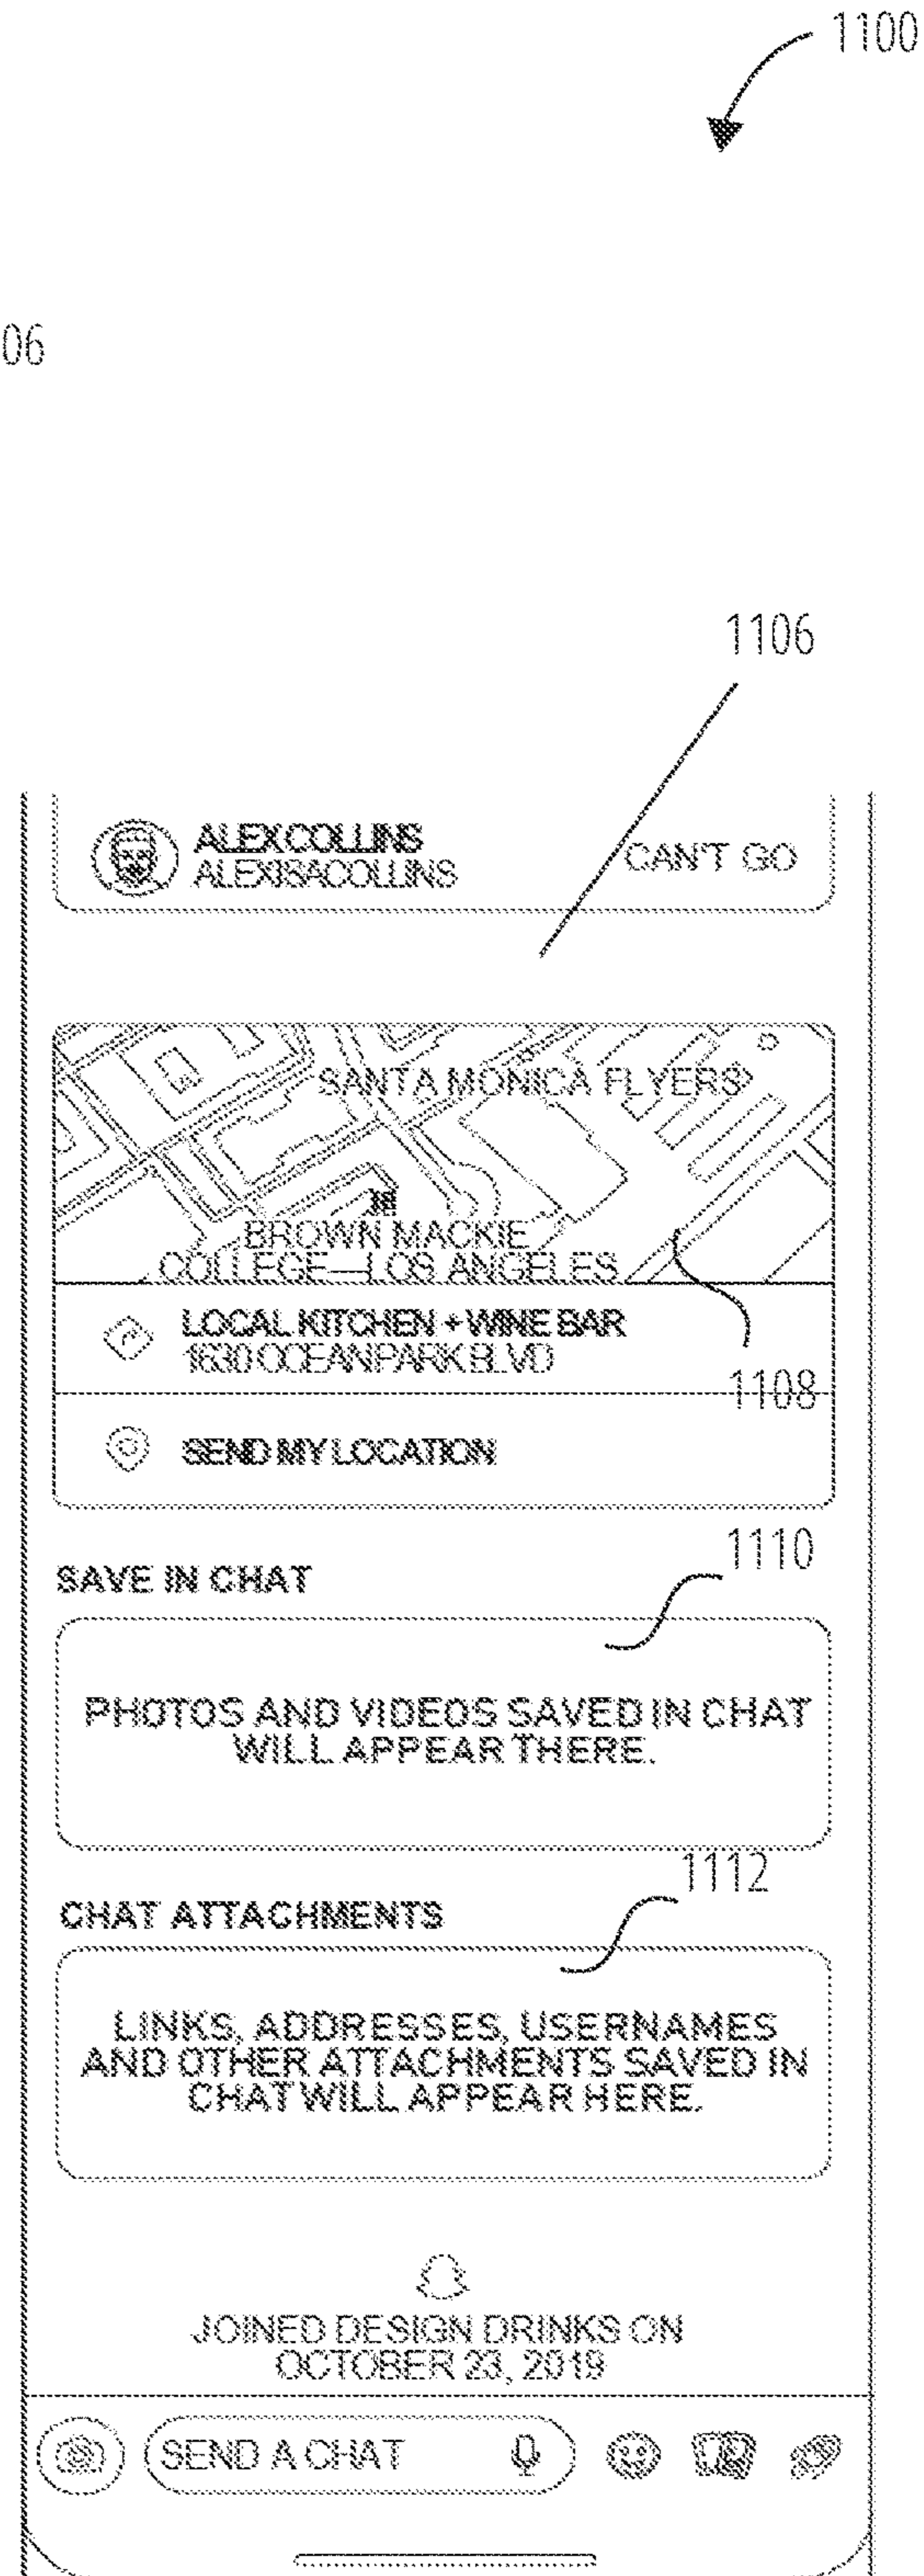 1100
06
1106
ALEX COLLINS
ALEXISACOLLINS
CAN'T GO
SANTA MONICA FLYERS
BROWN MACKIE
COLLEGE—LOS ANGELES
LOCAL KITCHEN + WINE BAR
1630 OCEAN PARK BLVD
1108
SEND MY LOCATION
1110
SAVE IN CHAT
PHOTOS AND VIDEOS SAVED IN CHAT
WILL APPEAR THERE.
1112
CHAT ATTACHMENTS
LINKS, ADDRESSES, USERNAMES
AND OTHER ATTACHMENTS SAVED IN
CHAT WILL APPEAR HERE.
JOINED DESIGN DRINKS ON
OCTOBER 23, 2019
SEND A CHAT